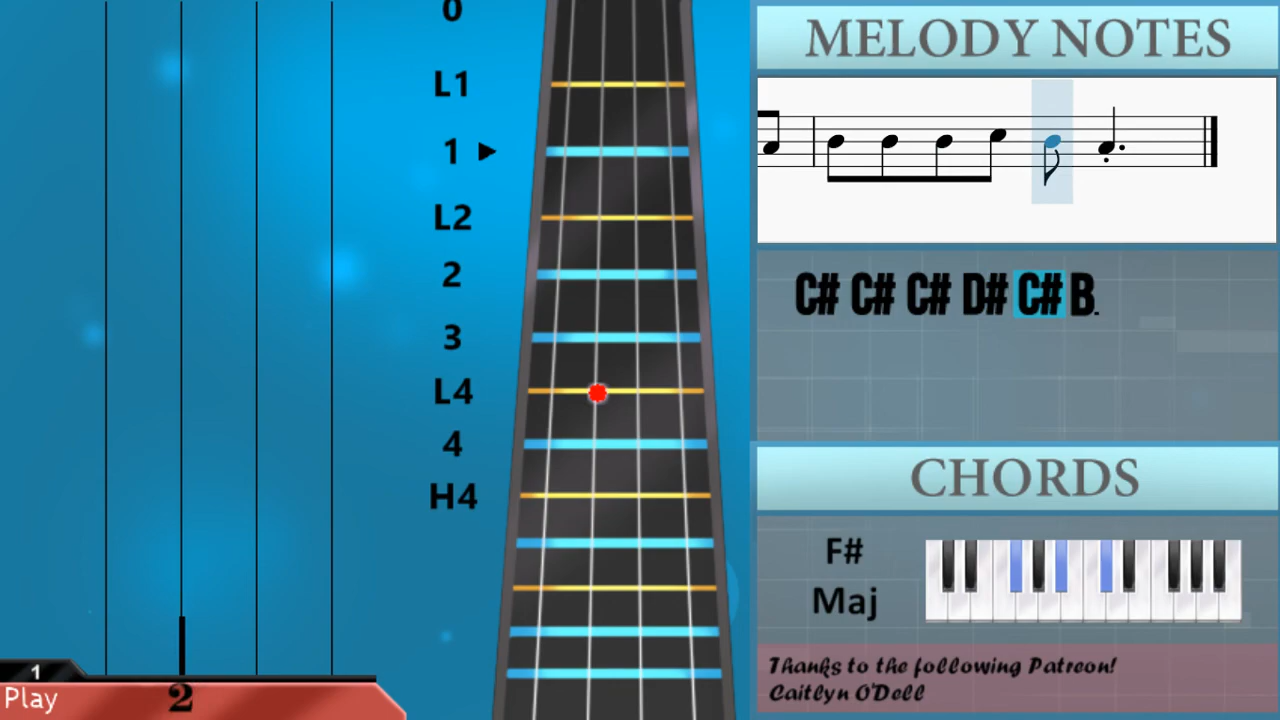 0
L1
1
L2
2
3
L4
4
H4
1
Play
2
MELODY NOTES
C# C# C# D# C# B.
CHORDS
F#
Maj
Thanks to the following Patreon!
Caitlyn O'Dell